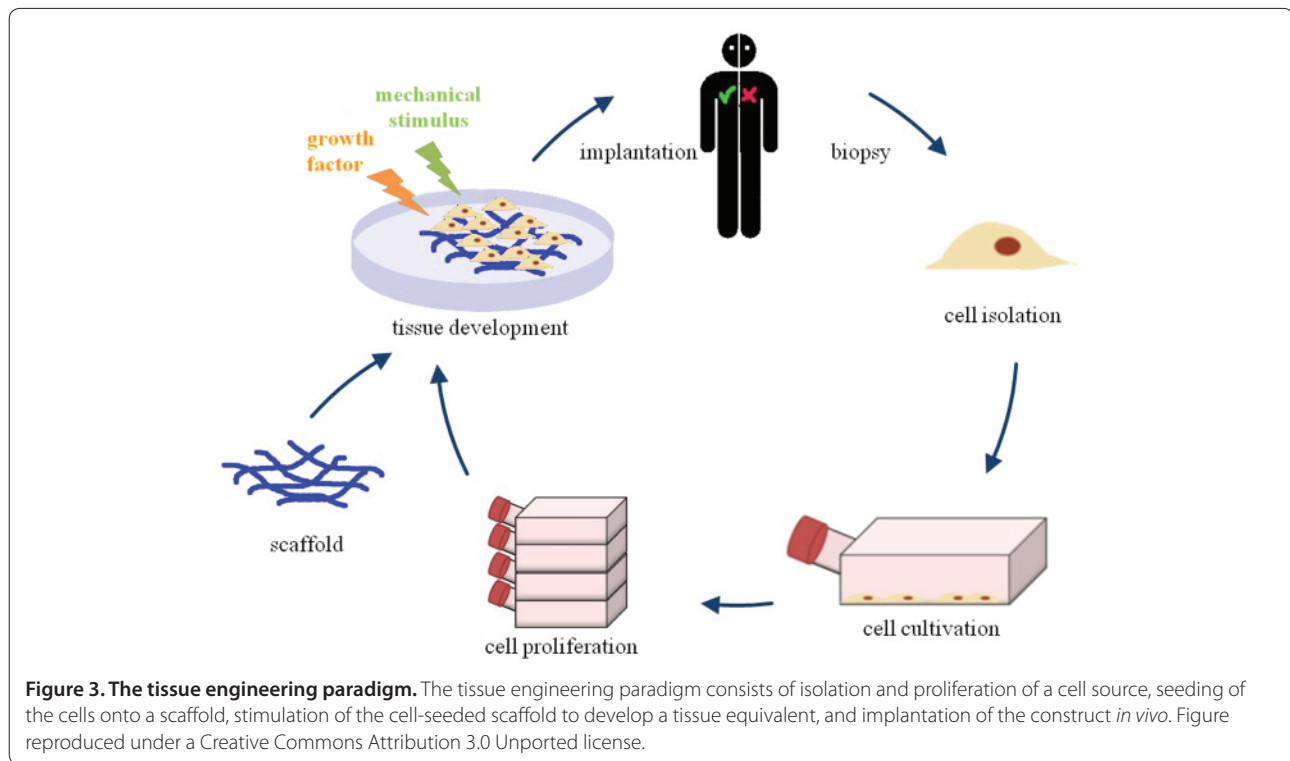 mechanical
stimulus
growth
factor
implantation
biopsy
cell isolation
tissue development
scaffold
cell proliferation
cell cultivation
Figure 3. The tissue engineering paradigm. The tissue engineering paradigm consists of isolation and proliferation of a cell source, seeding of
the cells onto a scaffold, stimulation of the cell-seeded scaffold to develop a tissue equivalent, and implantation of the construct in vivo. Figure
reproduced under a Creative Commons Attribution 3.0 Unported license.